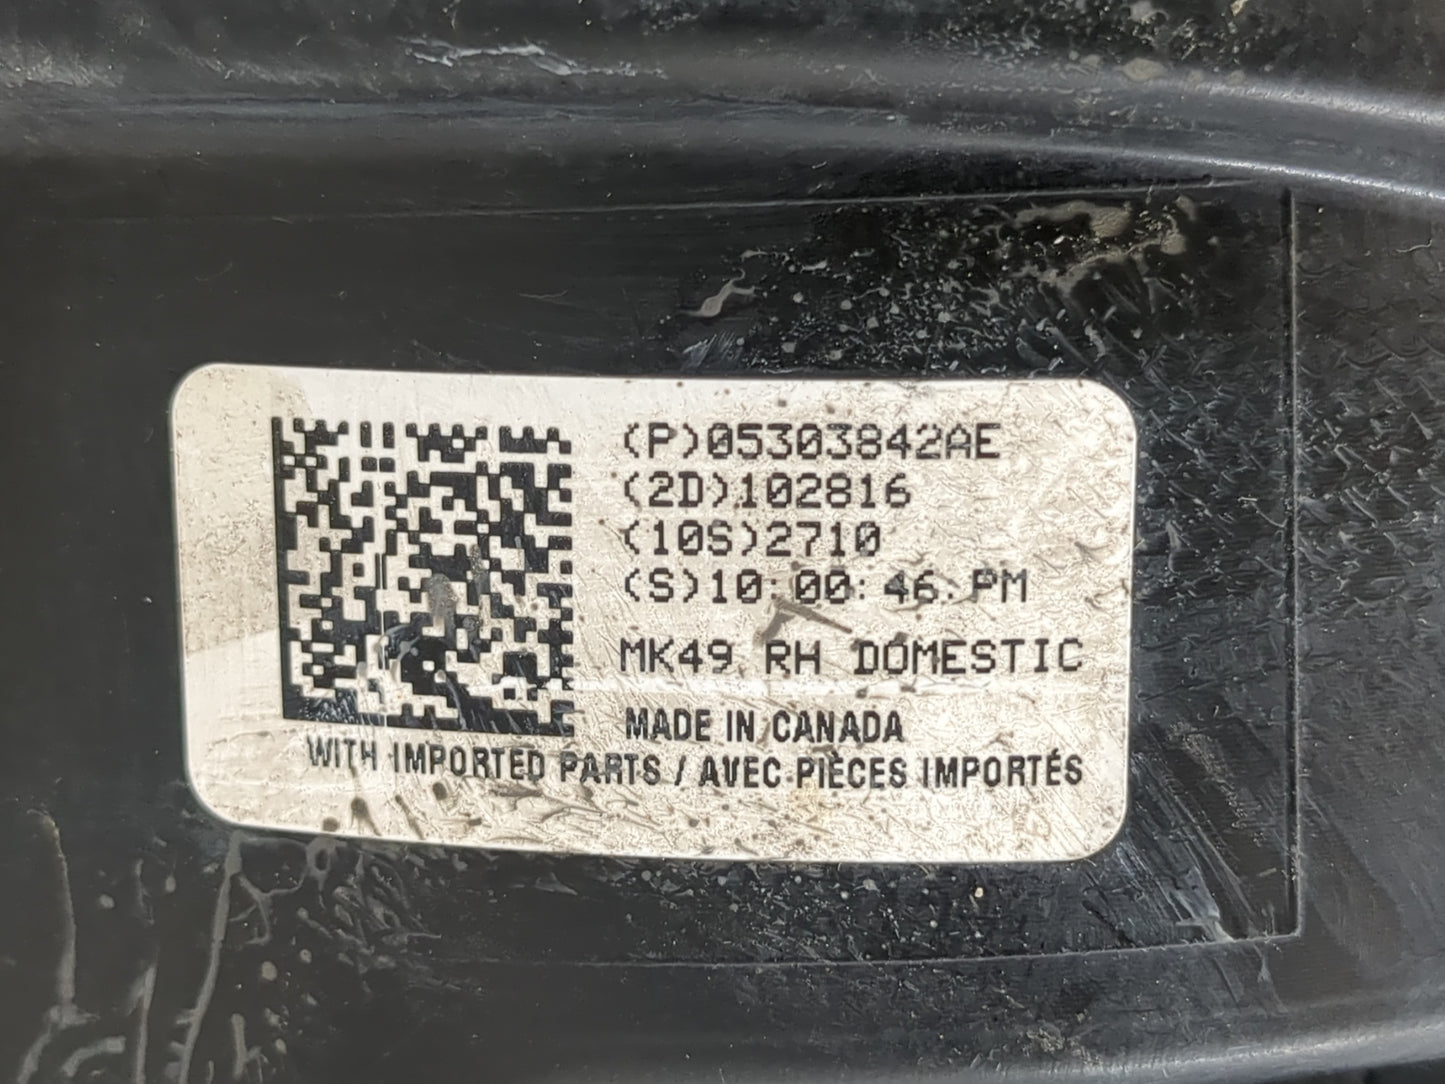 (P)05303842AE
(2D)102816
(10S)2710
(S)10:00:46 PM
MK49 RH DOMESTIC
MADE IN CANADA
WITH IMPORTED PARTS / AVEC PIÈCES IMPORTÉS